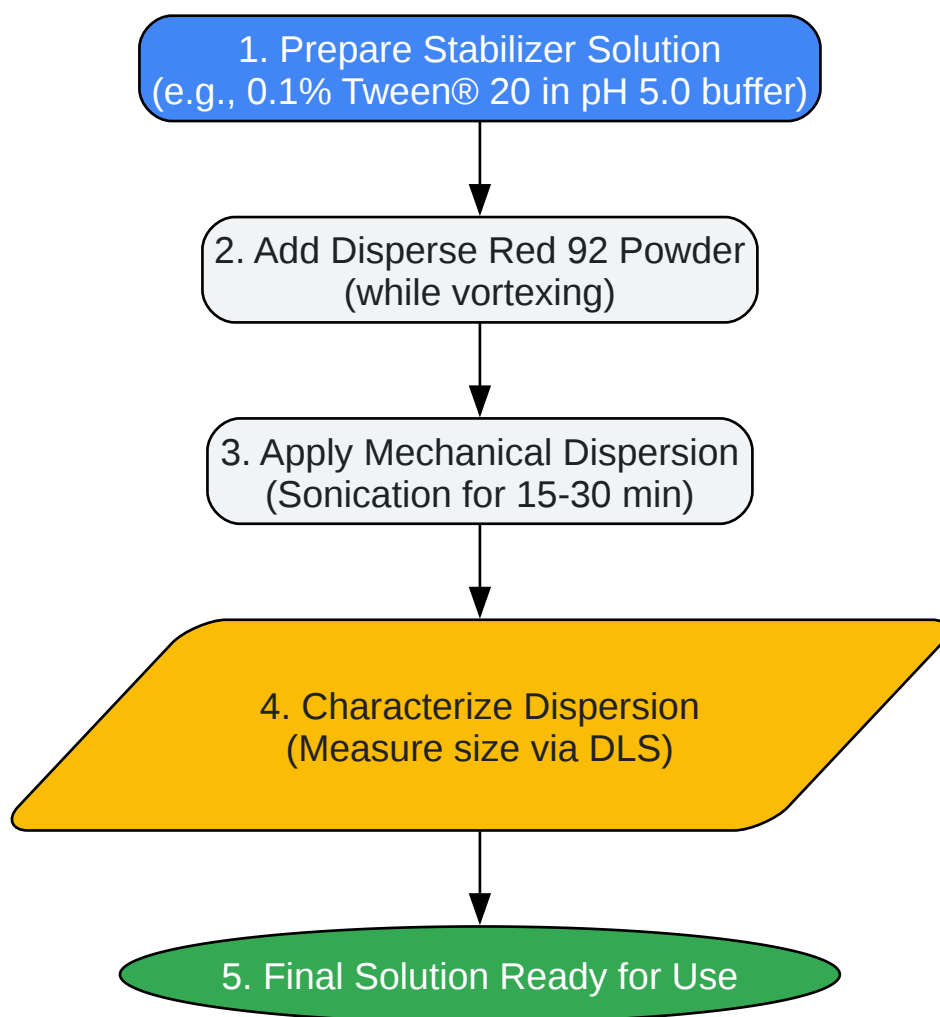 1. Prepare Stabilizer Solution
(e.g., 0.1% Tween® 20 in pH 5.0 buffer)
2. Add Disperse Red 92 Powder
(while vortexing)
3. Apply Mechanical Dispersion
(Sonication for 15-30 min)
4. Characterize Dispersion
(Measure size via DLS)
5. Final Solution Ready for Use